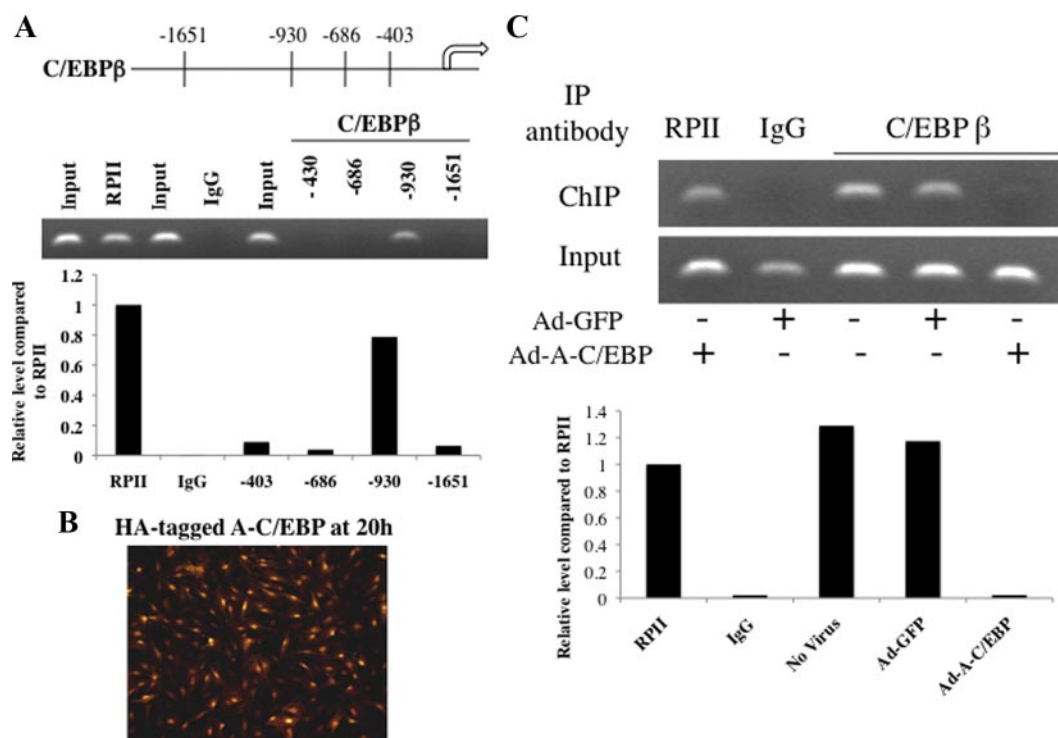 A
-1651 -930 -686 -403
C/EBPβ
C/EBPβ
Input RPII Input IgG Input - 430 -686 -930 -1651
Relative level compared
to RPII
1.2
1
0.8
0.6
0.4
0.2
0
RPII IgG -403 -686 -930 -1651
B
HA-tagged A-C/EBP at 20h
C
IP
antibody RPII IgG C/EBP β
ChIP
Input
Ad-GFP - + - + -
Ad-A-C/EBP + - - - +
Relative level compared to RPII
1.4
1.2
1
0.8
0.6
0.4
0.2
0
RPII IgG No Virus Ad-GFP Ad-A-C/EBP